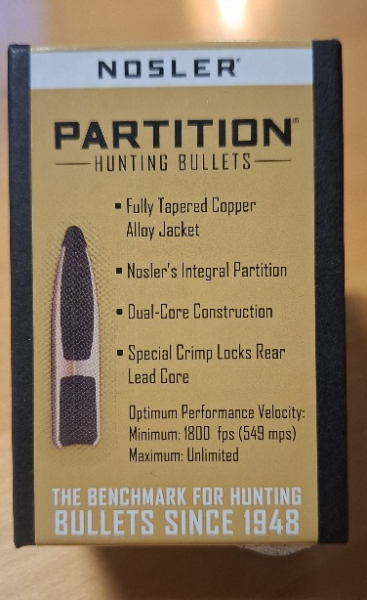 NOSLER®
PARTITION®
HUNTING BULLETS
▪ Fully Tapered Copper
Alloy Jacket
▪ Nosler's Integral Partition
▪ Dual-Core Construction
▪ Special Crimp Locks Rear
Lead Core
Optimum Performance Velocity:
Minimum: 1800 fps (549 mps)
Maximum: Unlimited
THE BENCHMARK FOR HUNTING
BULLETS SINCE 1948